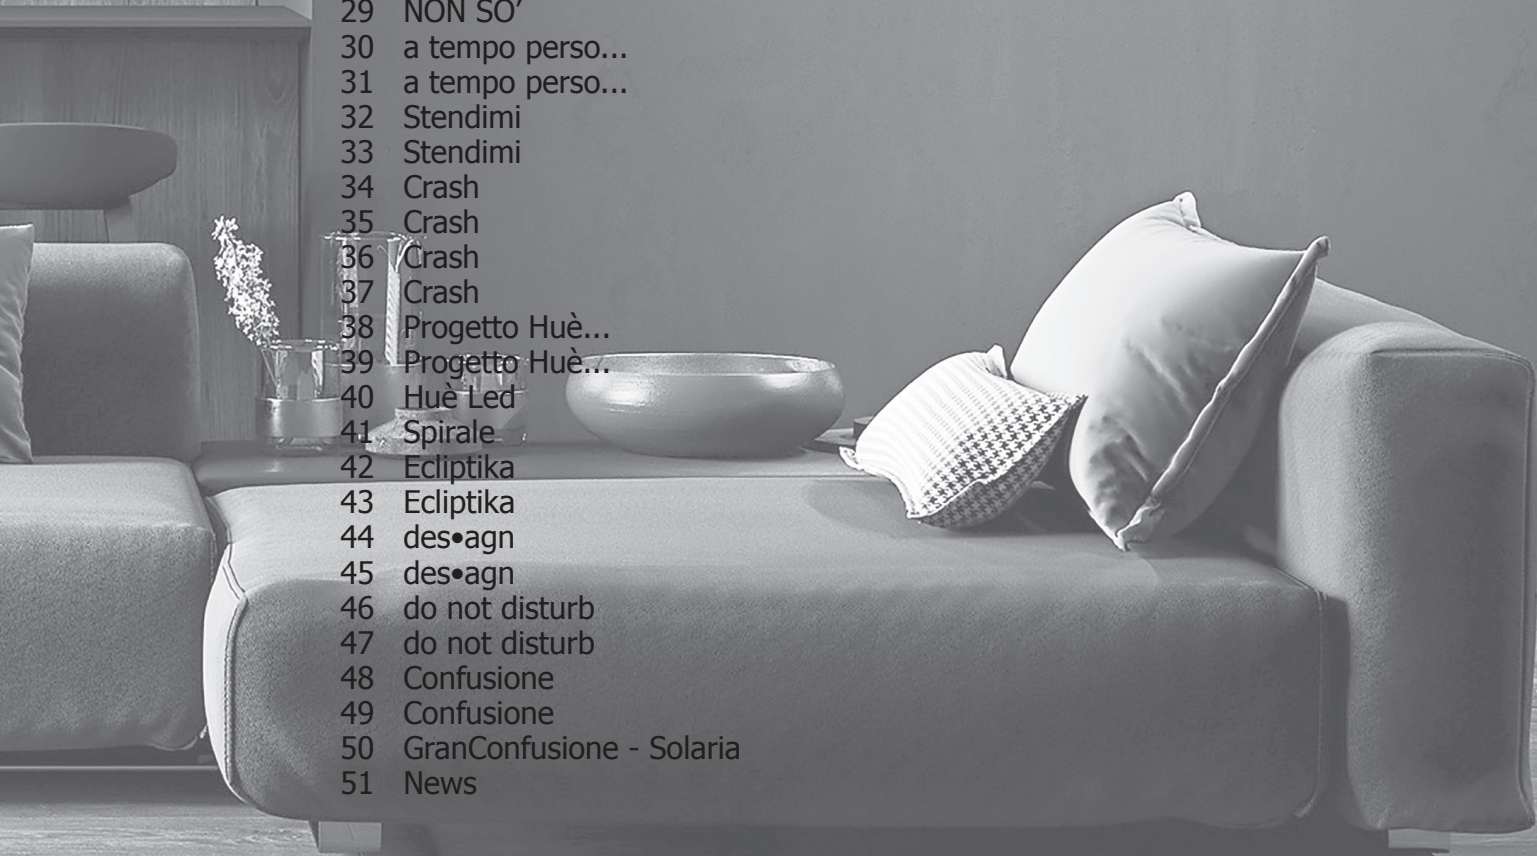 29 NON SO’
30 a tempo perso...
31 a tempo perso...
32 Stendimi
33 Stendimi
34 Crash
35 Crash
36 Crash
37 Crash
38 Progetto Huè...
39 Progetto Huè...
40 Huè Led
41 Spirale
42 Ecliptika
43 Ecliptika
44 des•agn
45 des•agn
46 do not disturb
47 do not disturb
48 Confusione
49 Confusione
50 GranConfusione - Solaria
51 News